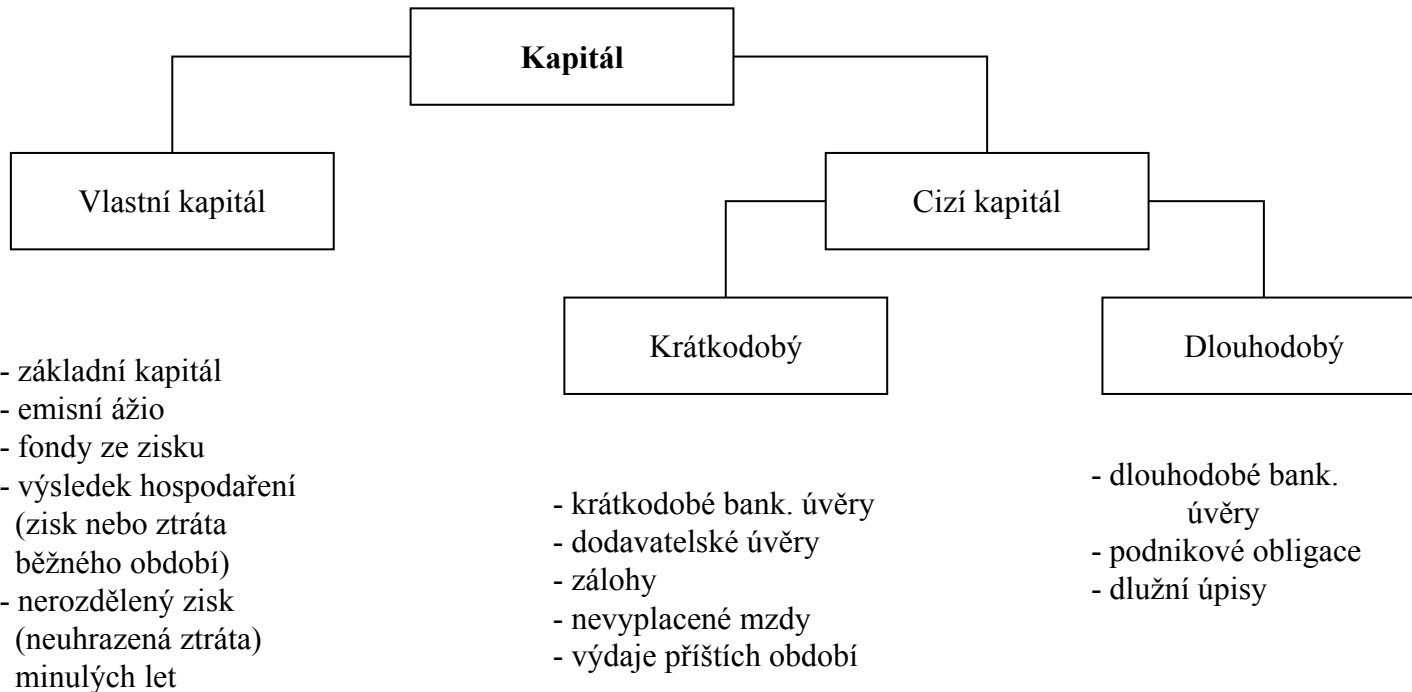 Kapitál
Vlastní kapitál
Cizí kapitál
Krátkodobý
Dlouhodobý
- základní kapitál
- emisní ážio
- fondy ze zisku
- výsledek hospodaření
(zisk nebo ztráta
běžného období)
- nerozdělený zisk
(neuhrazená ztráta)
minulých let
- krátkodobé bank. úvěry
- dodavatelské úvěry
- zálohy
- nevyplacené mzdy
- výdaje příštích období
- dlouhodobé bank.
úvěry
- podnikové obligace
- dlužní úpisy